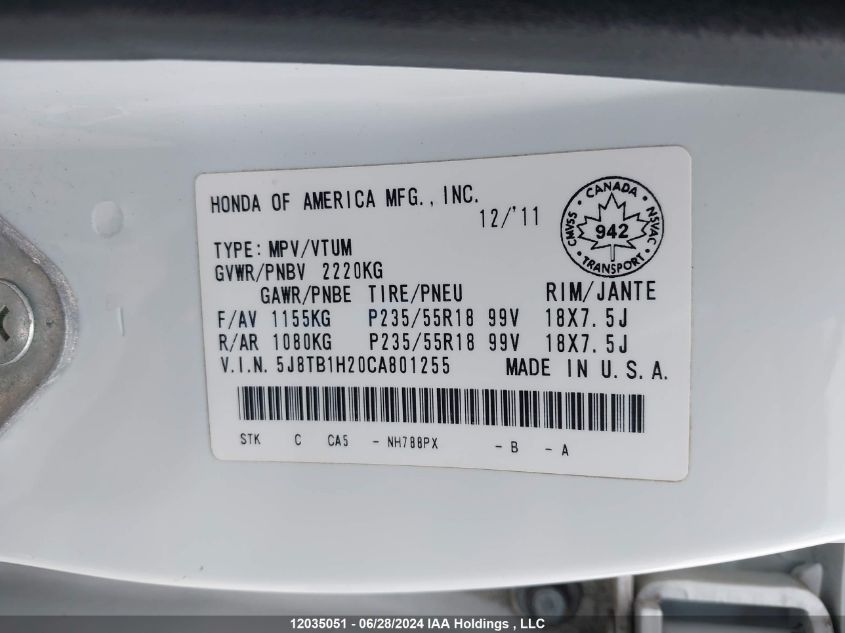 HONDA OF AMERICA MFG., INC.
12/'11
CANADA
CMVSS 942 NSVAC
TRANSPORT
TYPE: MPV/VTUM
GVWR/PNBV 2220KG
GAWR/PNBE TIRE/PNEU RIM/JANTE
F/AV 1155KG P235/55R18 99V 18X7.5J
R/AR 1080KG P235/55R18 99V 18X7.5J
V.I.N. 5J8TB1H20CA801255 MADE IN U.S.A.
STK C CA5 - NH788PX - B - A
12035051 - 06/28/2024 IAA Holdings , LLC